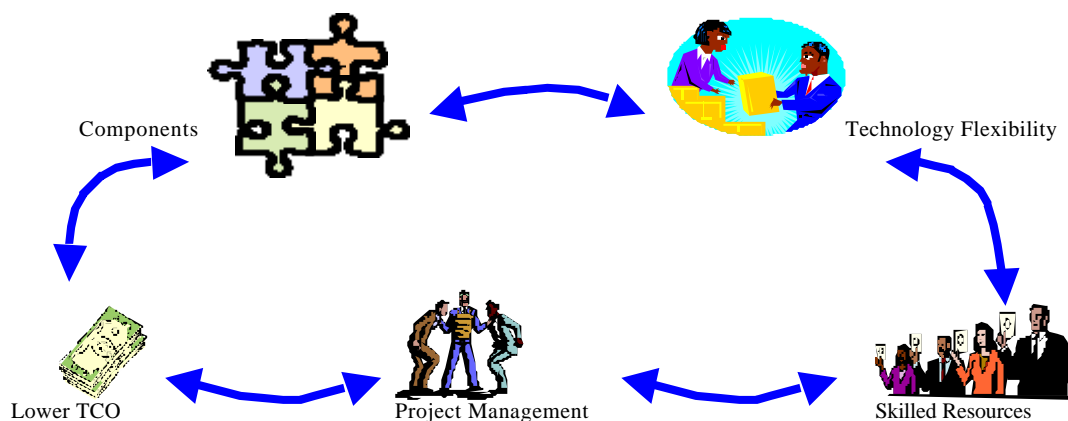 Components
Technology Flexibility
Lower TCO
Project Management
Skilled Resources